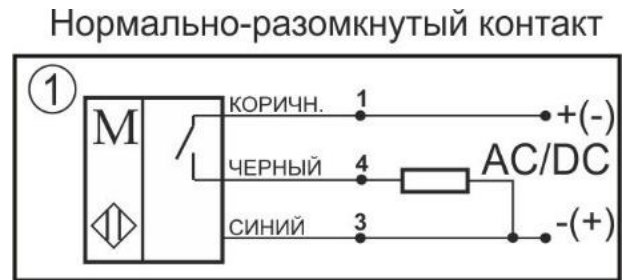 Нормально-разомкнутый контакт
1
М
КОРИЧН. 1 +(-)
ЧЕРНЫЙ 4 AC/DC
СИНИЙ 3 -(+)